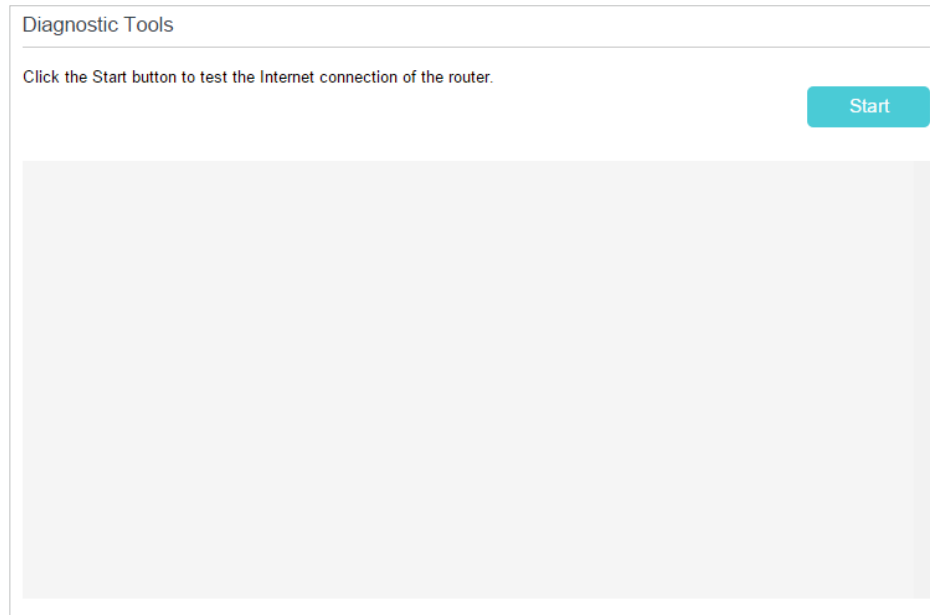 Diagnostic Tools
Click the Start button to test the Internet connection of the router.
Start